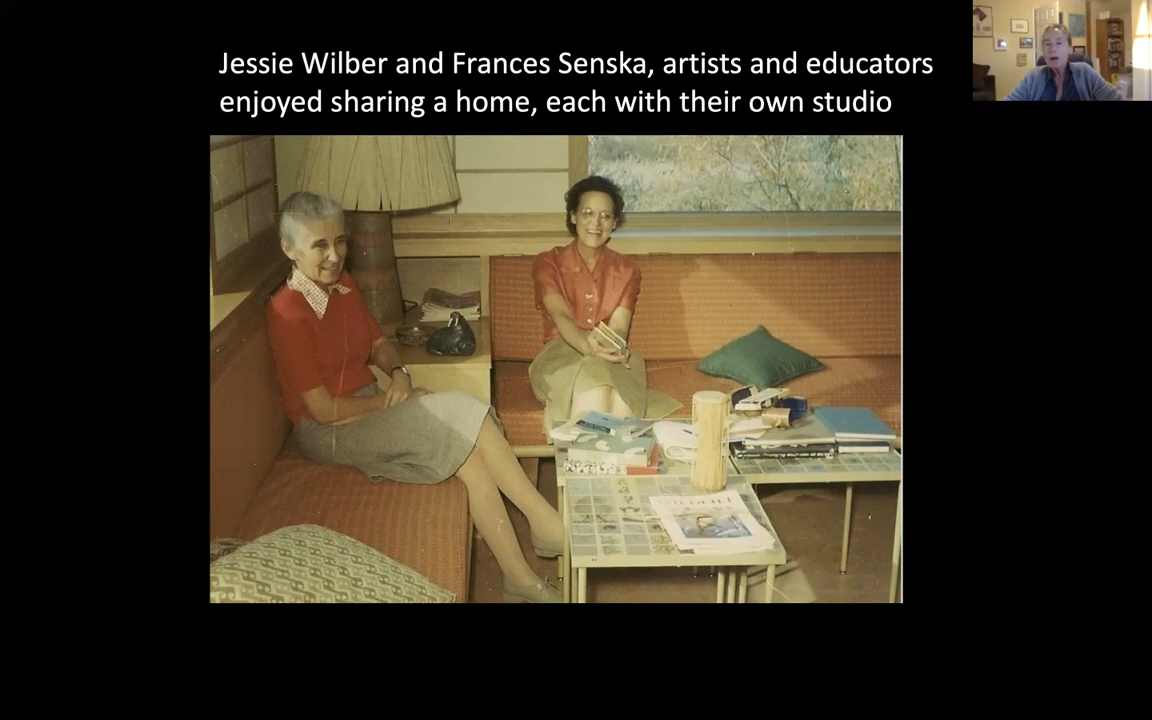 Jessie Wilber and Frances Senska, artists and educators
enjoyed sharing a home, each with their own studio